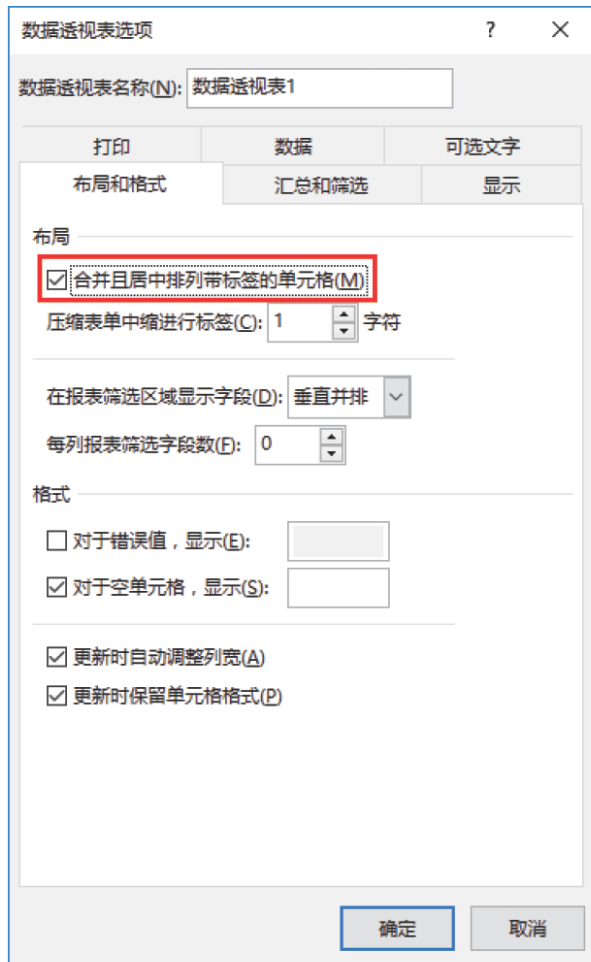 数据透视表选项 ?
数据透视表名称(N): 数据透视表1
打印 数据 可选文字
布局和格式 汇总和筛选 显示
布局
合并且居中排列带标签的单元格(M)
压缩表单中缩进行标签(C): 1 字符
在报表筛选区域显示字段(D): 垂直并排
每列报表筛选字段数(F): 0
格式
对于错误值，显示(E):
对于空单元格，显示(S):
更新时自动调整列宽(A)
更新时保留单元格格式(P)
确定 取消